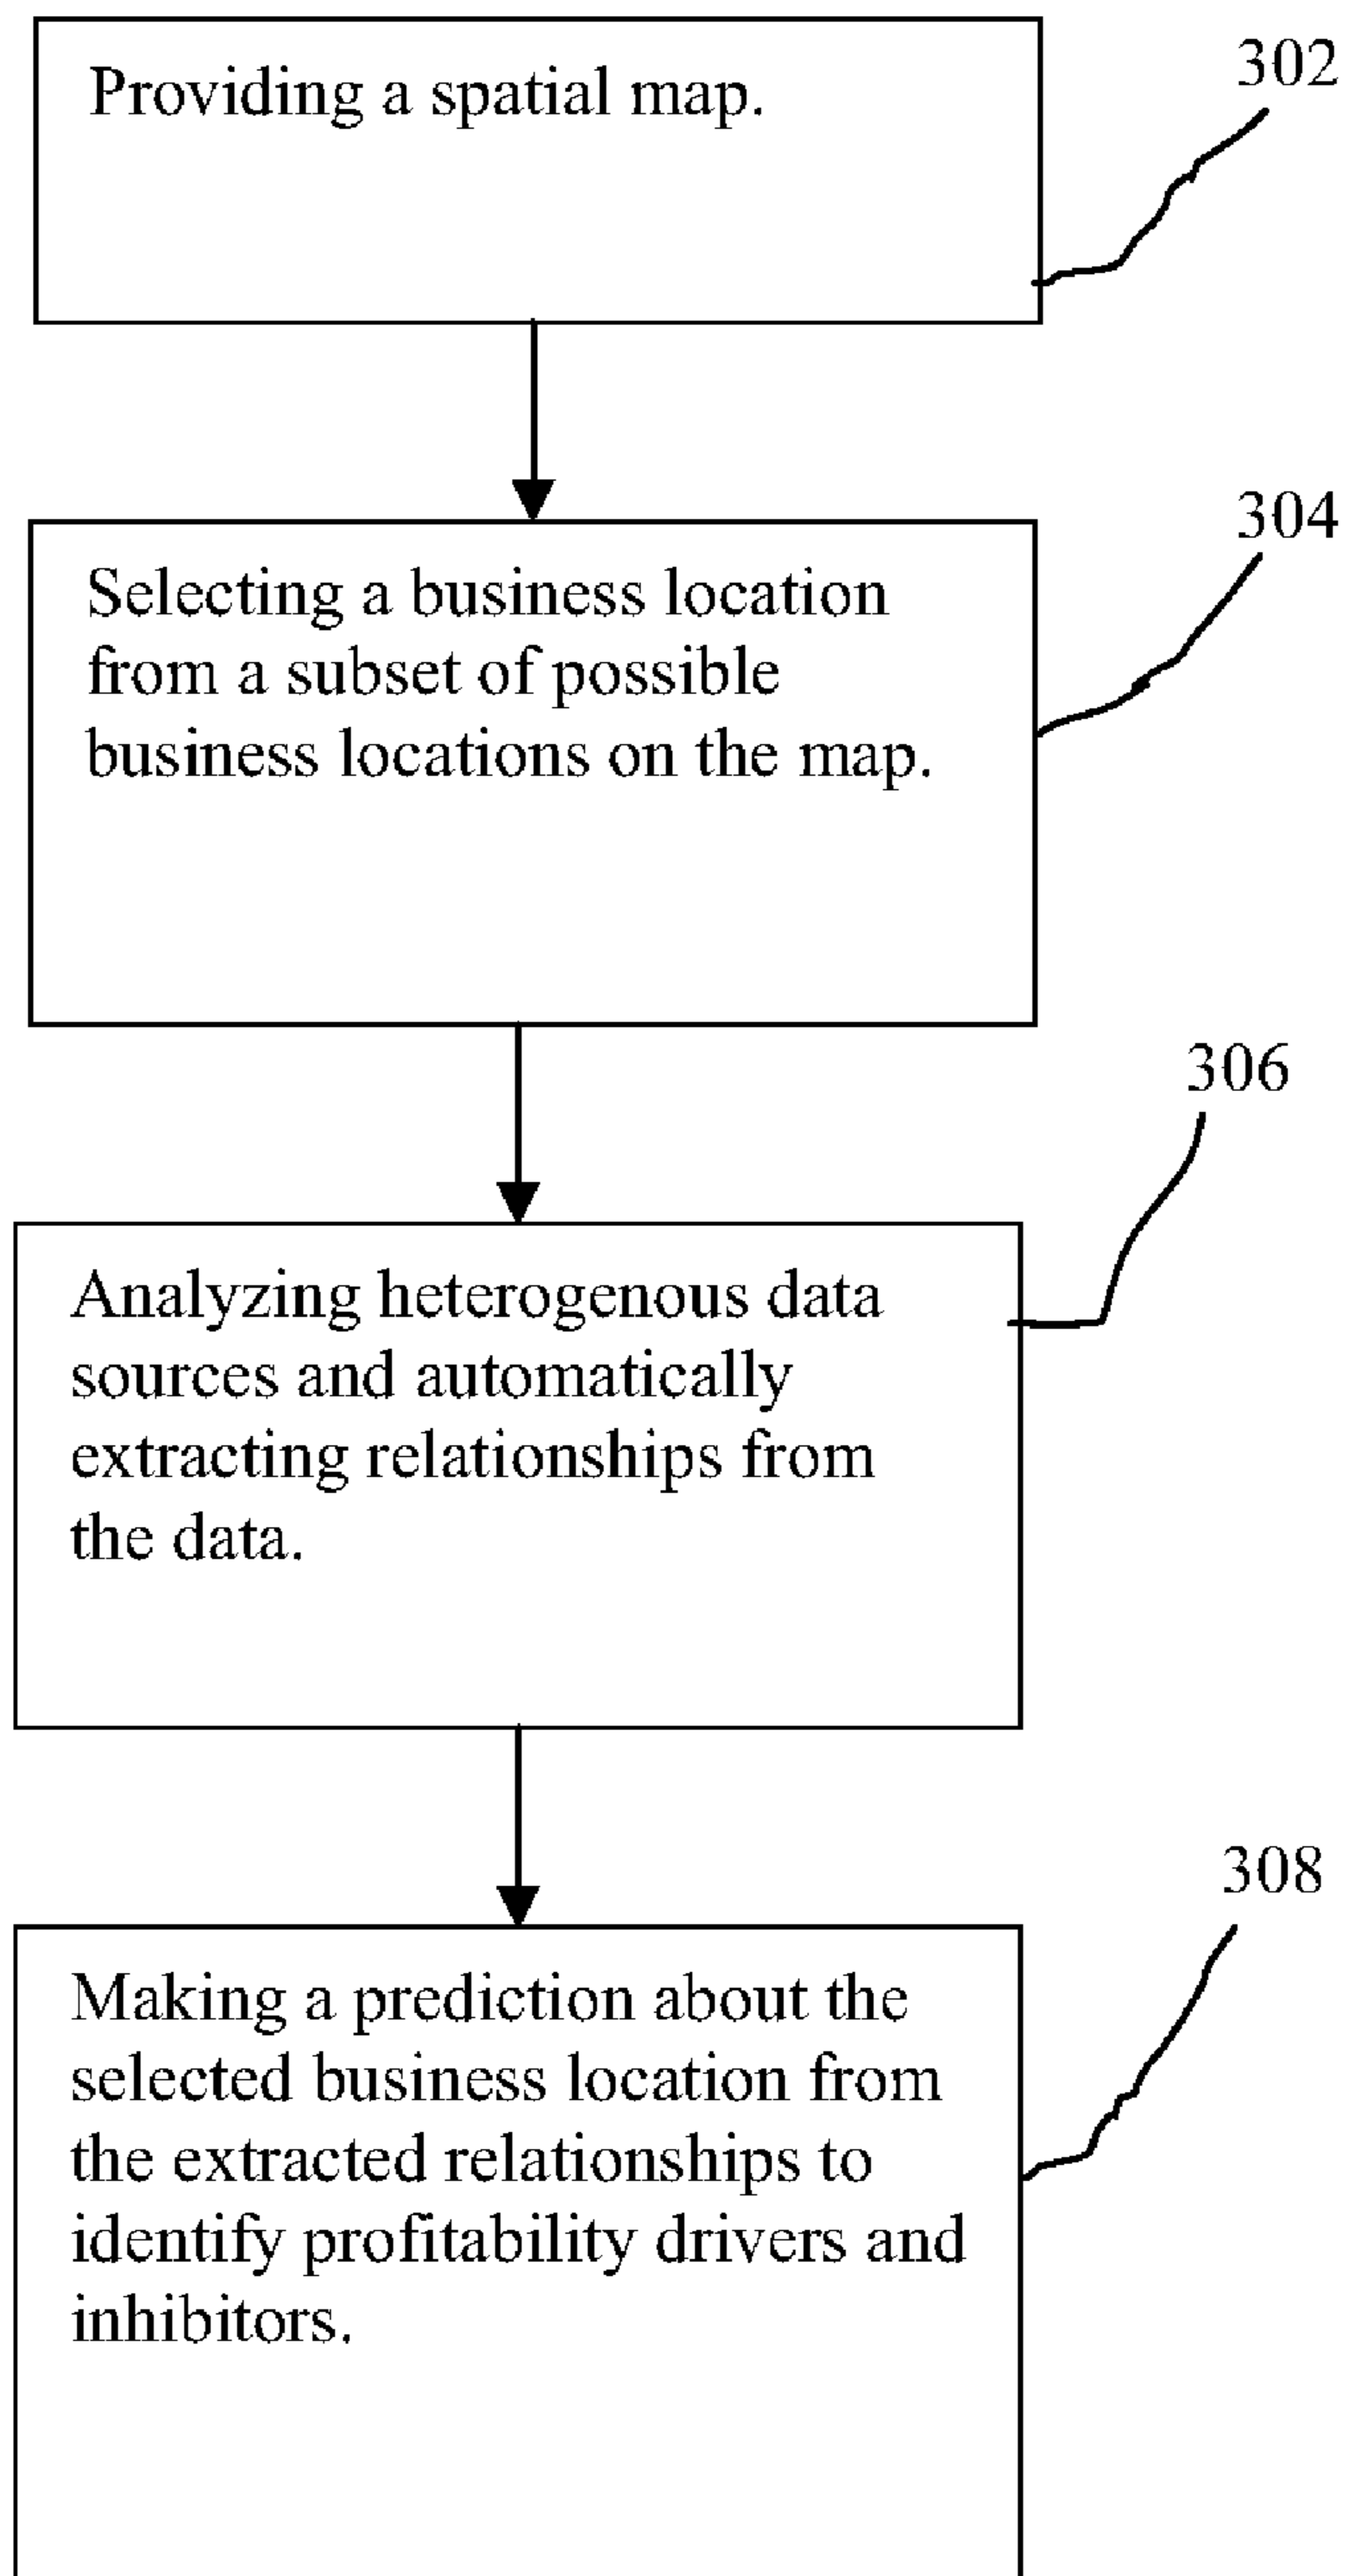 Providing a spatial map.
302
304
Selecting a business location
from a subset of possible
business locations on the map.
306
Analyzing heterogenous data
sources and automatically
extracting relationships from
the data.
308
Making a prediction about the
selected business location from
the extracted relationships to
identify profitability drivers and
inhibitors.